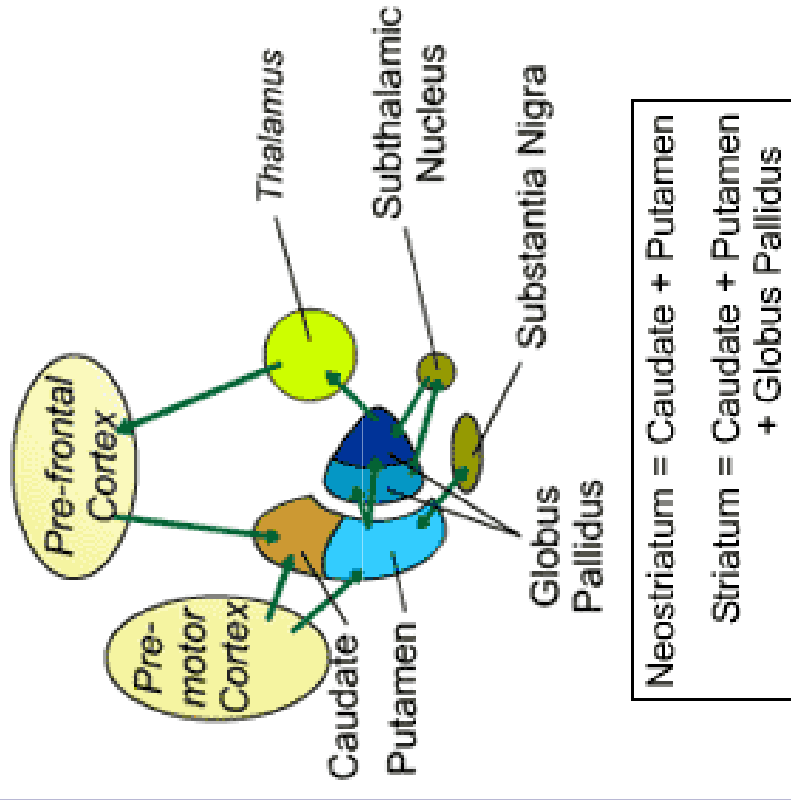 Pre-frontal
Cortex
Pre-
motor
Cortex
Thalamus
Subthalamic
Nucleus
Substantia Nigra
Caudate
Putamen
Globus
Pallidus
Neostriatum = Caudate + Putamen
Striatum = Caudate + Putamen
+ Globus Pallidus